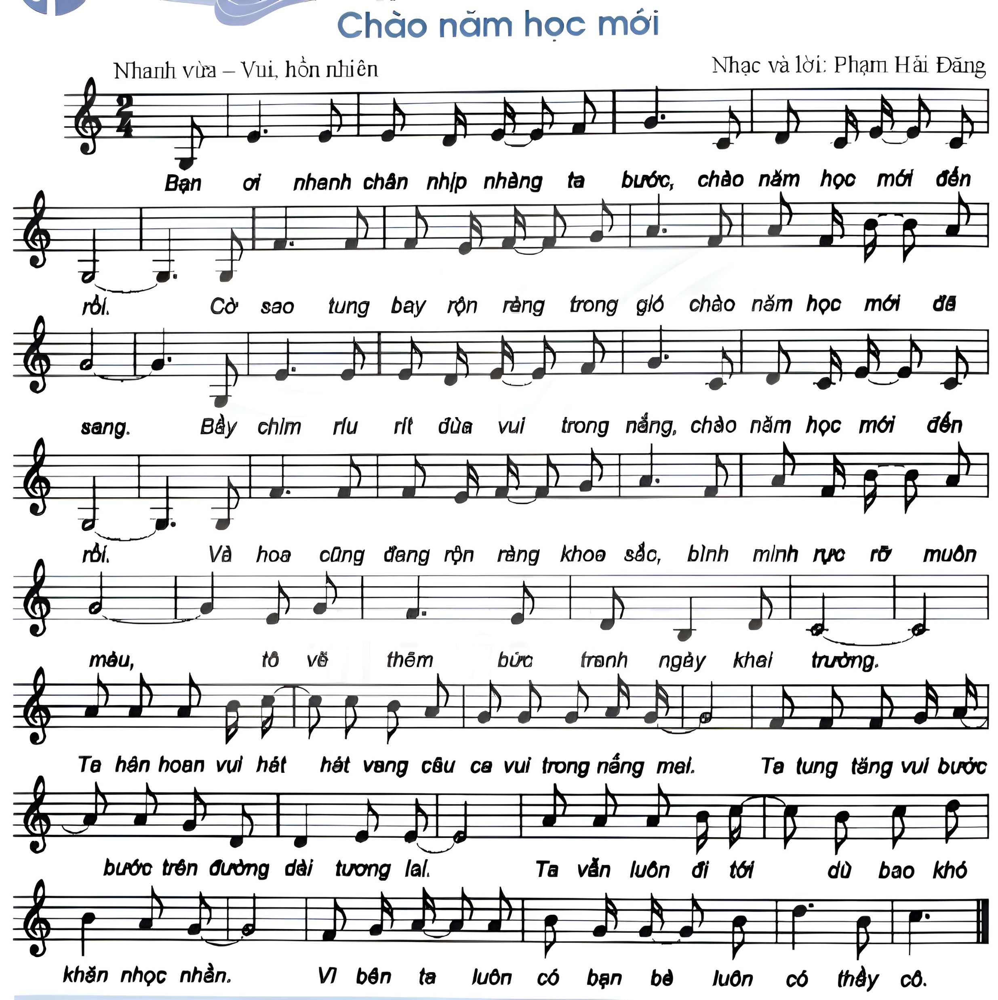 Chào năm học mới
Nhanh vừa – Vui, hồn nhiên
Nhạc và lời: Phạm Hải Đăng
2
4
Bạn ơi nhanh chân nhịp nhàng ta bước, chào năm học mới đến
rồi. Cờ sao tung bay rộn ràng trong gió chào năm học mới đã
sang. Bầy chim ríu rít đùa vui trong nắng, chào năm học mới đến
rồi. Và hoa cũng đang rộn ràng khoe sắc, bình minh rực rỡ muôn
màu, tô vẽ thêm bức tranh ngày khai trường.
Ta hân hoan vui hát hát vang câu ca vui trong nắng mai. Ta tung tăng vui bước
bước trên đường dài tương lai. Ta vẫn luôn đi tới dù bao khó
khăn nhọc nhằn. Vì bên ta luôn có bạn bè luôn có thầy cô.